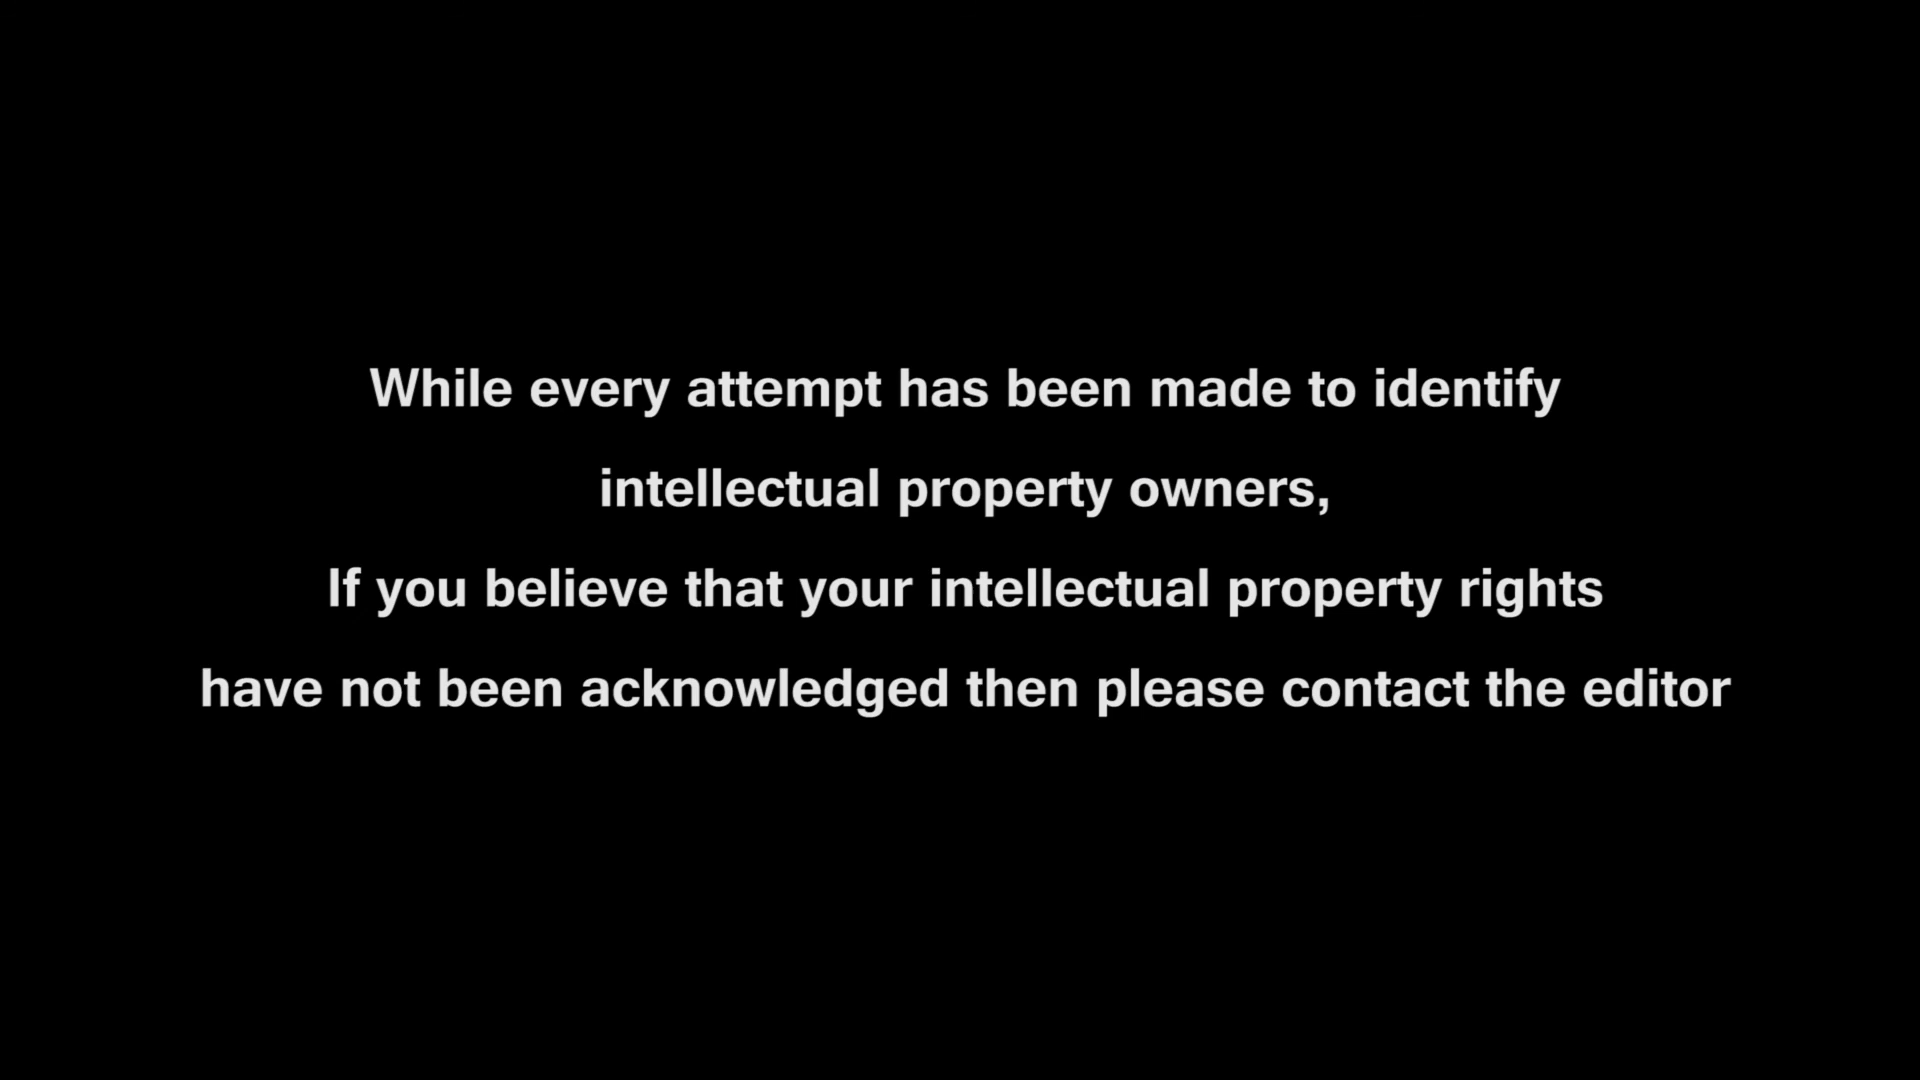 While every attempt has been made to identify
intellectual property owners,
If you believe that your intellectual property rights
have not been acknowledged then please contact the editor